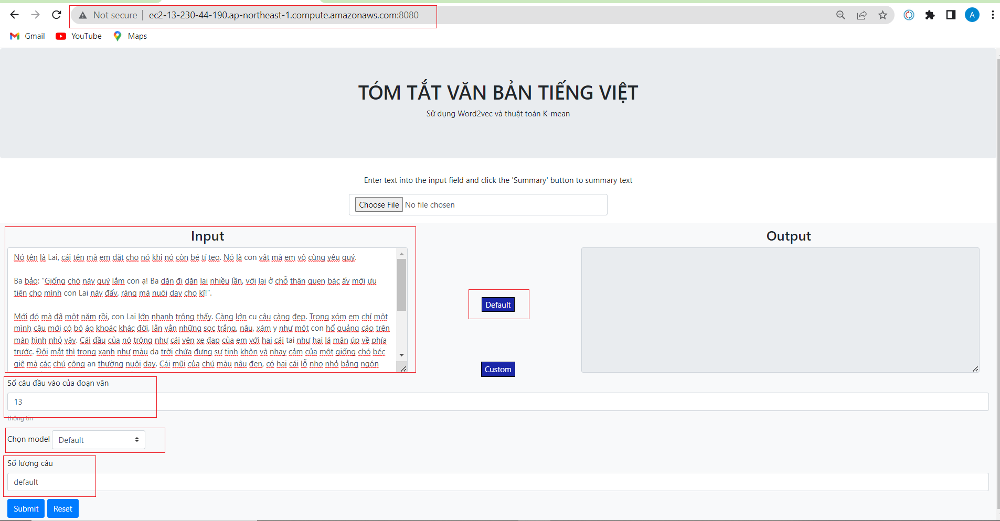 Not secure | ec2-13-230-44-190.ap-northeast-1.compute.amazonaws.com:8080
A
Gmail YouTube Maps
TÓM TẮT VĂN BẢN TIẾNG VIỆT
Sử dụng Word2vec và thuật toán K-mean
Enter text into the input field and click the 'Summary' button to summary text
Choose File No file chosen
Input
Output
Nó tên là Lai, cái tên mà em đặt cho nó khi nó còn bé tí teo. Nó là con vật mà em vô cùng yêu quý.
Ba bảo: “Giống chó này quý lắm con ạ! Ba dặn đi dặn lại nhiều lần, với lại ở chỗ thân quen bác ấy mới ưu
tiên cho mình con Lai này đấy, ráng mà nuôi dạy cho kĩ!”.
Mới đó mà đã một năm rồi, con Lai lớn nhanh trông thấy. Càng lớn cu cậu càng đẹp. Trong xóm em chỉ một
mình cậu mới có bộ áo khoác khác đời, lằn vằn những sọc trắng, nâu, xám y như một con hổ quảng cáo trên
màn hình nhỏ vậy. Cái đầu của nó trông như cái yên xe đạp của em với hai cái tai như hai lá mận úp về phía
trước. Đôi mắt thì trong xanh như màu da trời chứa đựng sự tinh khôn và nhạy cảm của một giống chó béc
giê mà các chú công an thường nuôi dạy. Cái mũi của chú màu nâu đen, có hai cái lỗ nho nhỏ bằng ngón
Default
Custom
Số câu đầu vào của đoạn văn
13
thông tin
Chọn model Default
Số lượng câu
default
Submit Reset